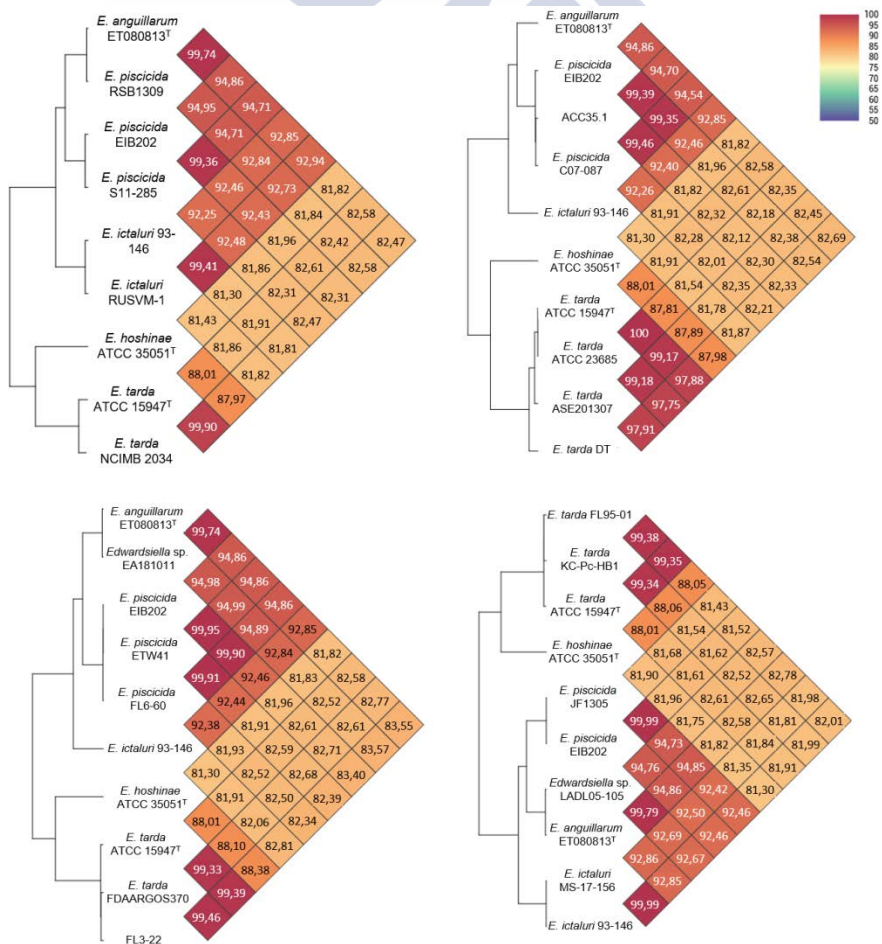 E. anguillarum
ET080813T
E. piscicida
RSB1309
E. piscicida
EIB202
E. piscicida
S11-285
E. ictaluri 93-
146
E. ictaluri
RUSVM-1
E. hoshinae
ATCC 35051T
E. tarda
ATCC 15947T
E. tarda
NCIMB 2034
99,74
94,86
94,95 94,71
94,71 92,85
99,36 92,84 92,94
92,46 92,73 81,82
92,25 92,43 81,84 82,58
92,48 81,96 82,42 82,47
99,41 81,86 82,61 82,58
81,30 82,31 82,31
81,43 81,91 82,47
81,86 81,81
88,01 81,82
87,97
99,90
E. anguillarum
ET080813T
E. piscicida
EIB202
ACC35.1
E. piscicida
C07-087
E. ictaluri 93-146
E. hoshinae
ATCC 35051T
E. tarda
ATCC 15947T
E. tarda
ATCC 23685
E. tarda
ASE201307
E. tarda DT
94,86
94,70
99,39 94,54
99,35 92,85
99,46 92,46 81,82
92,40 81,96 82,58
92,26 81,82 82,61 82,35
81,91 82,32 82,18 82,45
81,30 82,28 82,12 82,38 82,69
81,91 82,01 82,30 82,54
88,01 81,54 82,35 82,33
87,81 81,78 82,21
100 87,89 81,87
99,17 87,98
99,18 97,88
97,75
97,91
100
95
90
85
80
75
70
65
60
55
50
E. anguillarum
ET080813T
Edwardsiella sp.
EA181011
E. piscicida
EIB202
E. piscicida
ETW41
E. piscicida
FL6-60
E. ictaluri 93-146
E. hoshinae
ATCC 35051T
E. tarda
ATCC 15947T
E. tarda
FDAARGOS370
FL3-22
99,74
94,86
94,98 94,86
94,99 94,86
99,95 94,89 92,85
99,90 92,84 81,82
99,91 92,46 81,83 82,58
92,44 81,96 82,52 82,77
92,38 81,91 82,61 82,61 83,55
81,93 82,59 82,71 83,57
81,30 82,52 82,68 83,40
81,91 82,50 82,39
88,01 82,06 82,34
88,10 82,81
99,33 88,38
99,39
99,46
E. tarda FL95-01
E. tarda
KC-Pc-HB1
E. tarda
ATCC 15947T
E. hoshinae
ATCC 35051T
E. piscicida
JF1305
E. piscicida
EIB202
Edwardsiella sp.
LADL05-105
E. anguillarum
ET080813T
E. ictaluri
MS-17-156
E. ictaluri 93-146
99,38
99,35
99,34 88,05
88,06 81,43
88,01 81,54 81,52
81,68 81,62 82,57
81,90 81,61 82,52 82,78
81,96 82,61 82,65 81,98
99,99 81,75 82,58 81,81 82,01
94,73 81,82 81,84 81,99
94,76 94,85 81,35 81,91
94,86 92,42 81,30
99,79 92,50 92,46
92,69 92,46
92,86 92,67
92,85
99,99